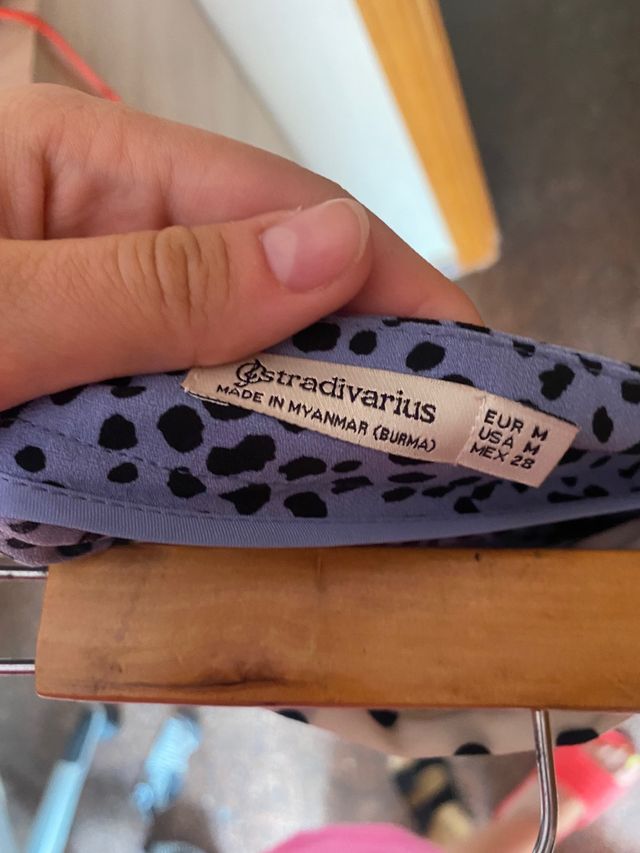 stradivarius
MADE IN MYANMAR (BURMA)
EUR M
USA M
MEX 28